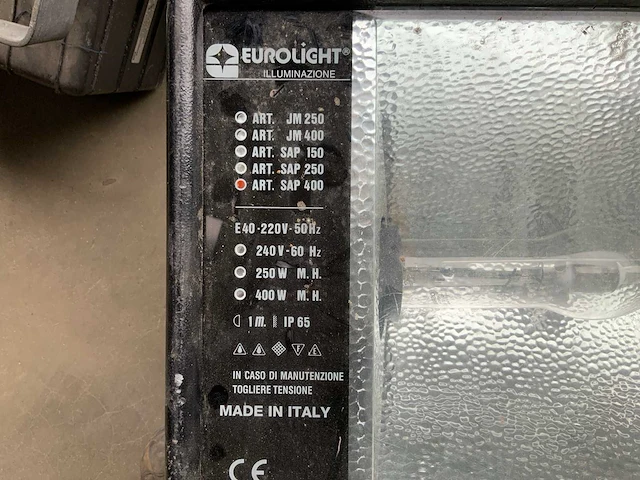 EUROLIGHT®
ILLUMINAZIONE
ART. JM 250
ART. JM 400
ART. SAP 150
ART. SAP 250
ART. SAP 400
E40-220V-50Hz
240V-60 Hz
250W M.H.
400W M.H.
1m. IP 65
IN CASO DI MANUTENZIONE
TOGLIERE TENSIONE
MADE IN ITALY
CE